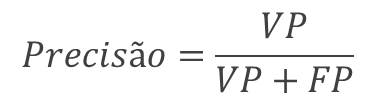 Precisão = VP / (VP + FP)